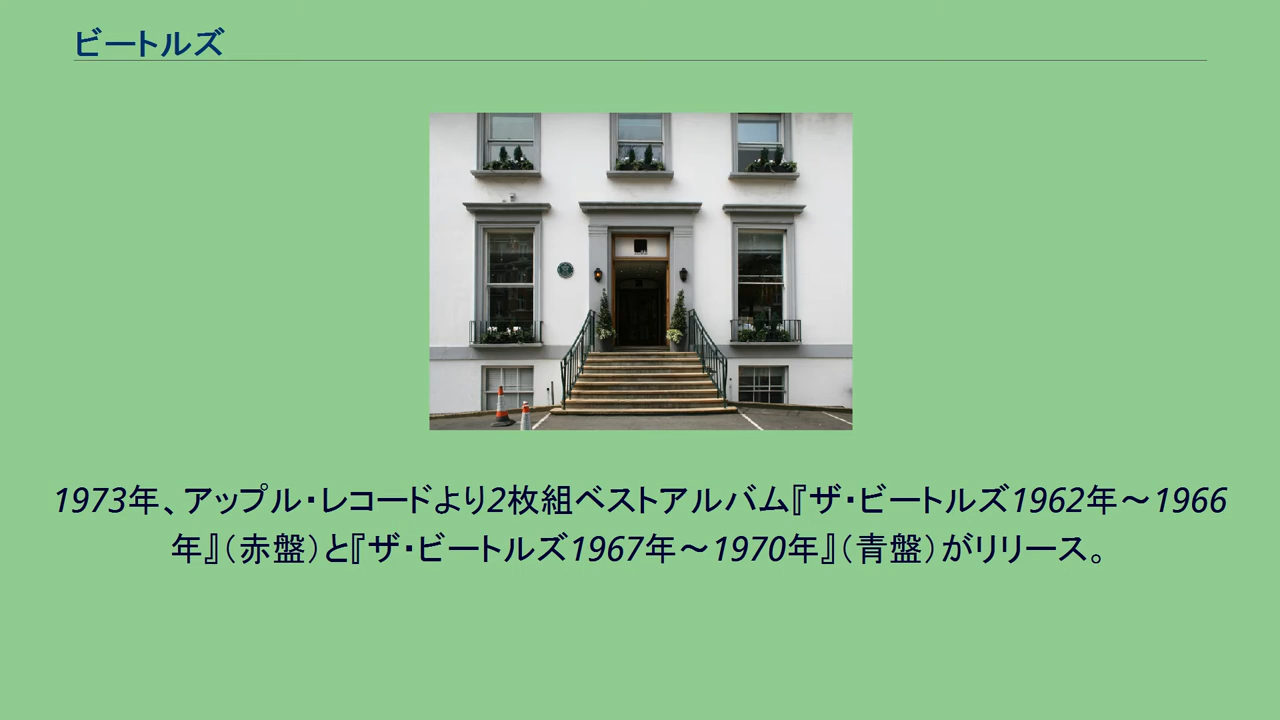 ビートルズ
1973年、アップル・レコードより2枚組ベストアルバム『ザ・ビートルズ1962年～1966
年』（赤盤）と『ザ・ビートルズ1967年～1970年』（青盤）がリリース。